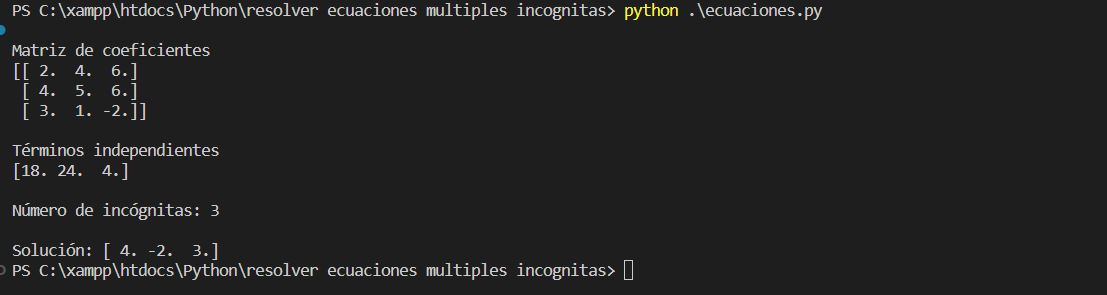 PS C:\xampp\htdocs\Python\resolver ecuaciones multiples incognitas> python .\ecuaciones.py
Matriz de coeficientes
[[ 2.  4.  6.]
 [ 4.  5.  6.]
 [ 3.  1. -2.]]
Términos independientes
[18. 24.  4.]
Número de incógnitas: 3
Solución: [ 4. -2.  3.]
PS C:\xampp\htdocs\Python\resolver ecuaciones multiples incognitas>